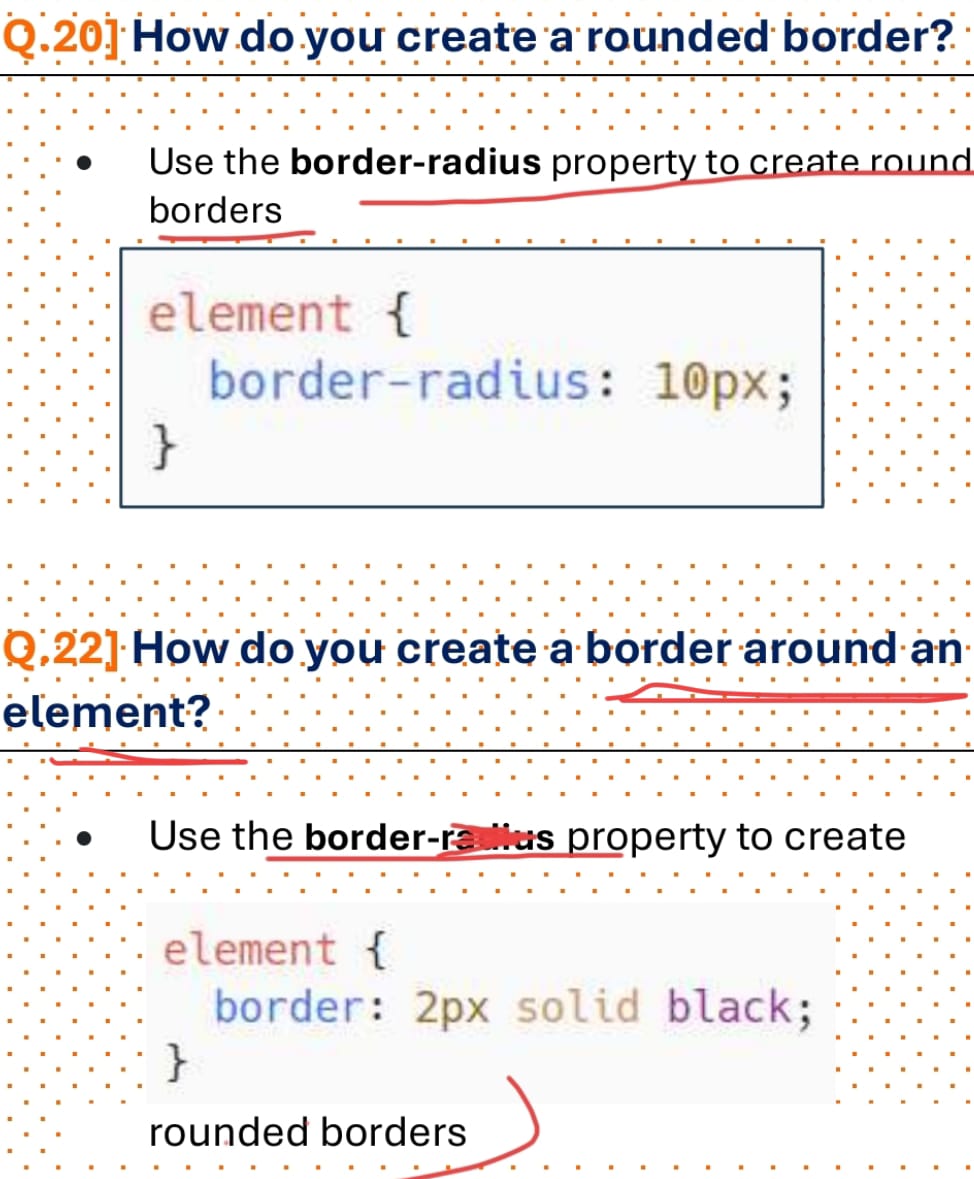 Q.20] How do you create a rounded border?
• Use the border-radius property to create round
borders
element {
border-radius: 10px;
}
Q.22] How do you create a border around an
element?
• Use the border-radius property to create
element {
border: 2px solid black;
}
rounded borders